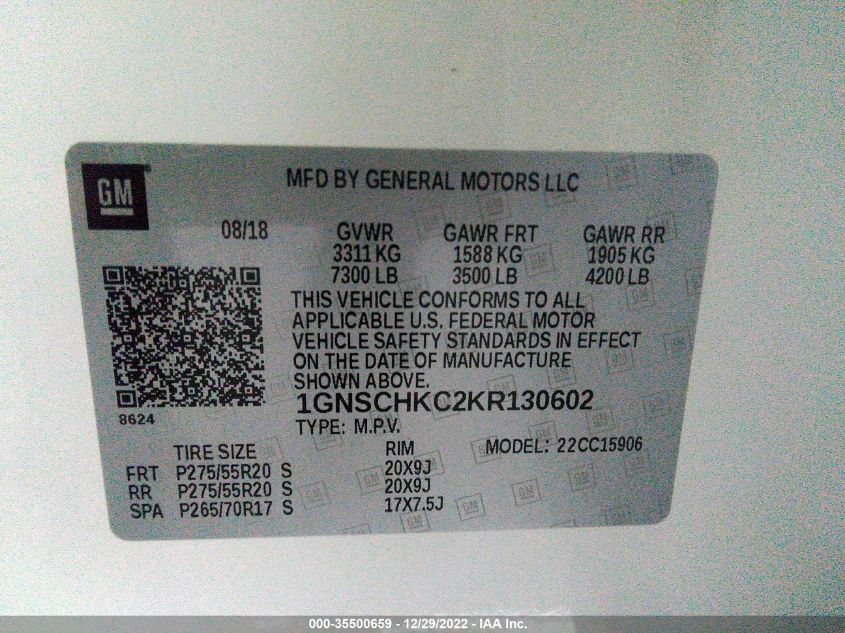 GM
MFD BY GENERAL MOTORS LLC
08/18 GVWR GAWR FRT GAWR RR
3311 KG 1588 KG 1905 KG
7300 LB 3500 LB 4200 LB
THIS VEHICLE CONFORMS TO ALL
APPLICABLE U.S. FEDERAL MOTOR
VEHICLE SAFETY STANDARDS IN EFFECT
ON THE DATE OF MANUFACTURE
SHOWN ABOVE.
8624
1GNSCHKC2KR130602
TYPE: M.P.V.
TIRE SIZE RIM MODEL: 22CC15906
FRT P275/55R20 S 20X9J
RR P275/55R20 S 20X9J
SPA P265/70R17 S 17X7.5J
000-35500659 - 12/29/2022 - IAA Inc.